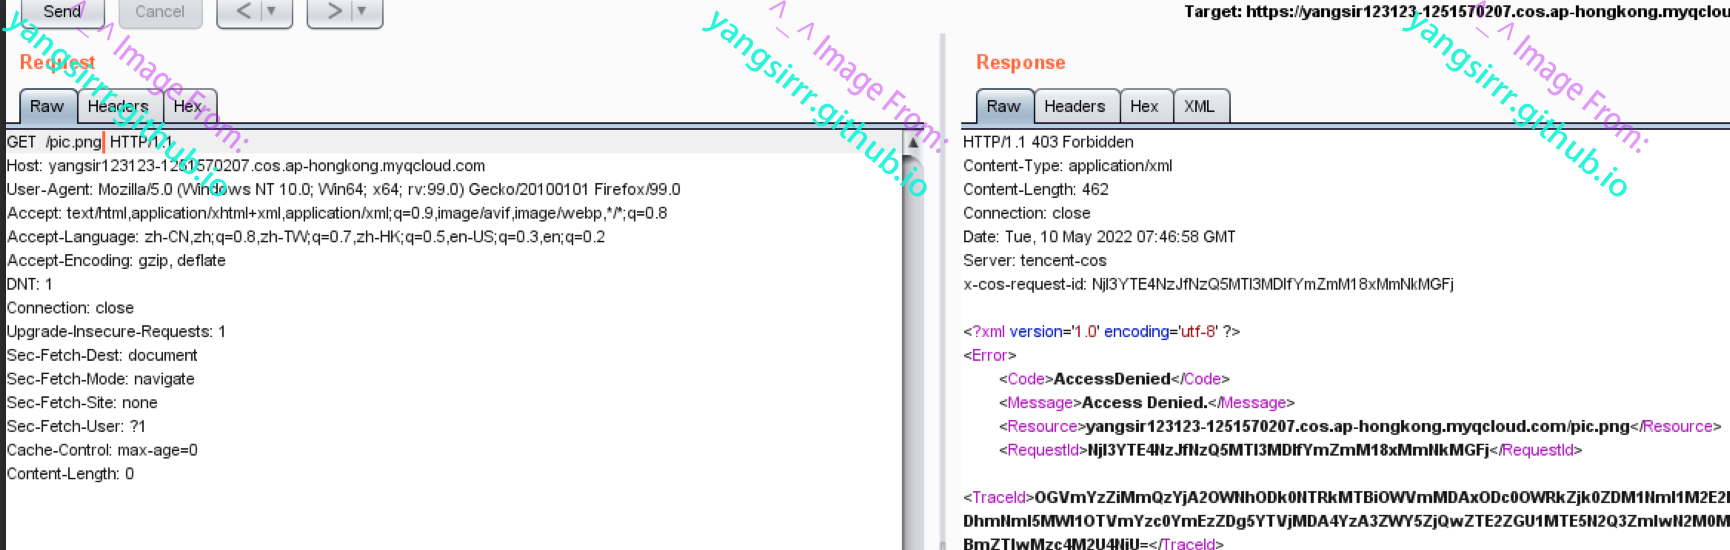 Send
Cancel
<
>
Target: https://yangsir123123-1251570207.cos.ap-hongkong.myqclou
Request
Response
Raw
Headers
Hex
Raw
Headers
Hex
XML
GET /pic.png HTTP/1.1
Host: yangsir123123-1251570207.cos.ap-hongkong.myqcloud.com
User-Agent: Mozilla/5.0 (Windows NT 10.0; Win64; x64; rv:99.0) Gecko/20100101 Firefox/99.0
Accept: text/html,application/xhtml+xml,application/xml;q=0.9,image/avif,image/webp,*/*;q=0.8
Accept-Language: zh-CN,zh;q=0.8,zh-TW;q=0.7,zh-HK;q=0.5,en-US;q=0.3,en;q=0.2
Accept-Encoding: gzip, deflate
DNT: 1
Connection: close
Upgrade-Insecure-Requests: 1
Sec-Fetch-Dest: document
Sec-Fetch-Mode: navigate
Sec-Fetch-Site: none
Sec-Fetch-User: ?1
Cache-Control: max-age=0
Content-Length: 0
HTTP/1.1 403 Forbidden
Content-Type: application/xml
Content-Length: 462
Connection: close
Date: Tue, 10 May 2022 07:46:58 GMT
Server: tencent-cos
x-cos-request-id: NjI3YTE4NzJfNzQ5MTI3MDlfYmZmM18xMmNkMGFj
<?xml version='1.0' encoding='utf-8' ?>
<Error>
<Code>AccessDenied</Code>
<Message>Access Denied.</Message>
<Resource>yangsir123123-1251570207.cos.ap-hongkong.myqcloud.com/pic.png</Resource>
<RequestId>NjI3YTE4NzJfNzQ5MTI3MDlfYmZmM18xMmNkMGFj</RequestId>
<TraceId>OGVmYzZiMmQzYjA2OWNhODk0NTRkMTBiOWVmMDAxODc0OWRkZjk0ZDM1NmI1M2E2
DhmNmI5MWI1OTVmYzc0YmEzZDg5YTVjMDA4YzA3ZWY5ZjQwZTE2ZGU1MTE5N2Q3ZmIwN2M0M
BmZTIwMzc4M2U4NjU=</TraceId>
^_^ Image From:
yangsirrr.github.io
^_^ Image From:
yangsirrr.github.io
^_^ Image From:
yangsirrr.github.io